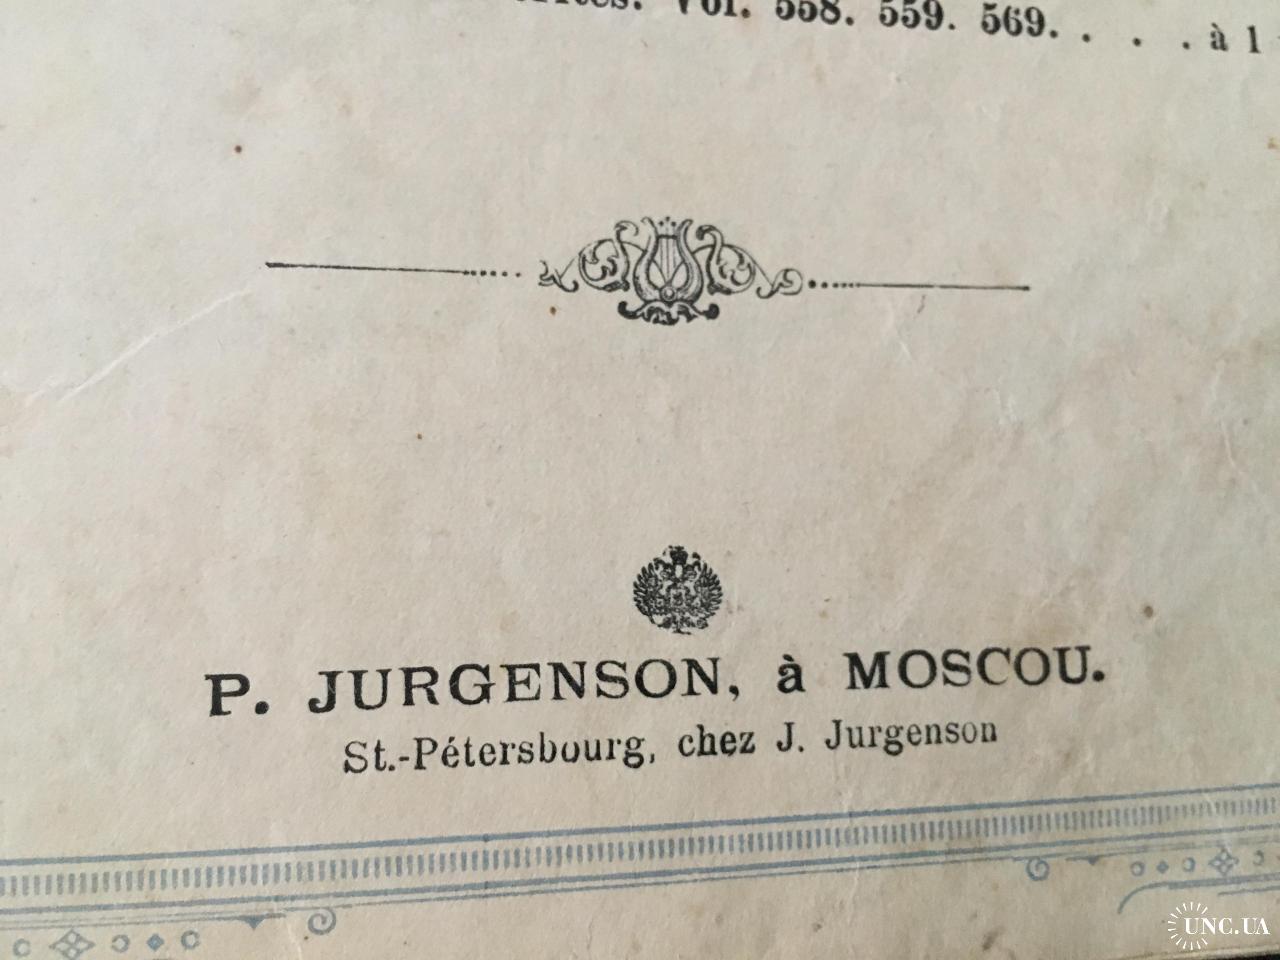 Vol. 558. 559. 569. . . . . à 1
P. JURGENSON, à MOSCOU.
St.-Pétersbourg, chez J. Jurgenson
UNC.UA